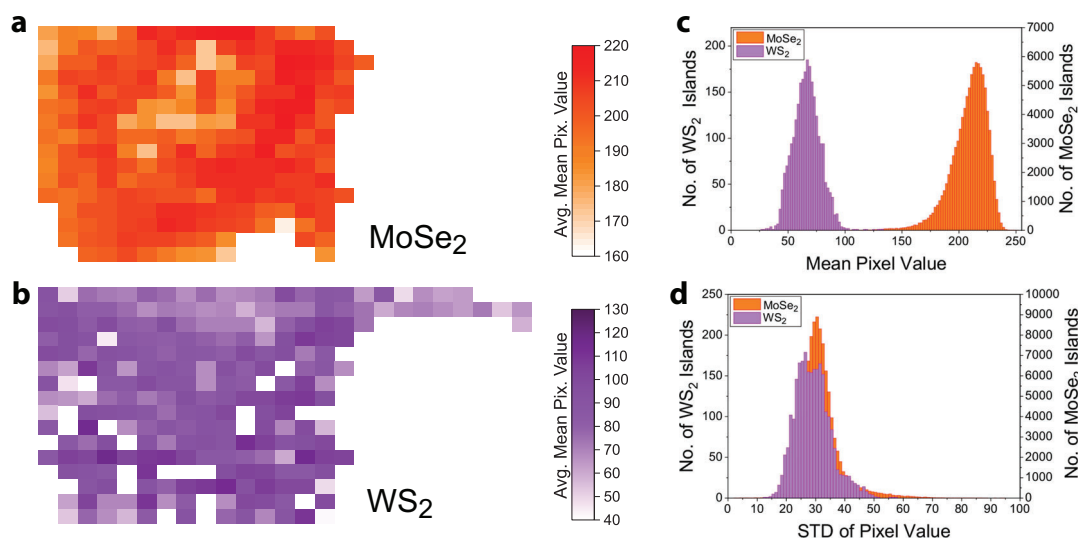 a
MoSe2
Avg. Mean Pix. Value
220
210
200
190
180
170
160
b
WS2
Avg. Mean Pix. Value
130
120
110
100
90
80
70
60
50
40
c
MoSe2
WS2
No. of WS2 Islands
200
150
100
50
0
No. of MoSe2 Islands
7000
6000
5000
4000
3000
2000
1000
0
0 50 100 150 200 250
Mean Pixel Value
d
MoSe2
WS2
No. of WS2 Islands
250
200
150
100
50
0
No. of MoSe2 Islands
10000
9000
8000
7000
6000
5000
4000
3000
2000
1000
0
0 10 20 30 40 50 60 70 80 90 100
STD of Pixel Value